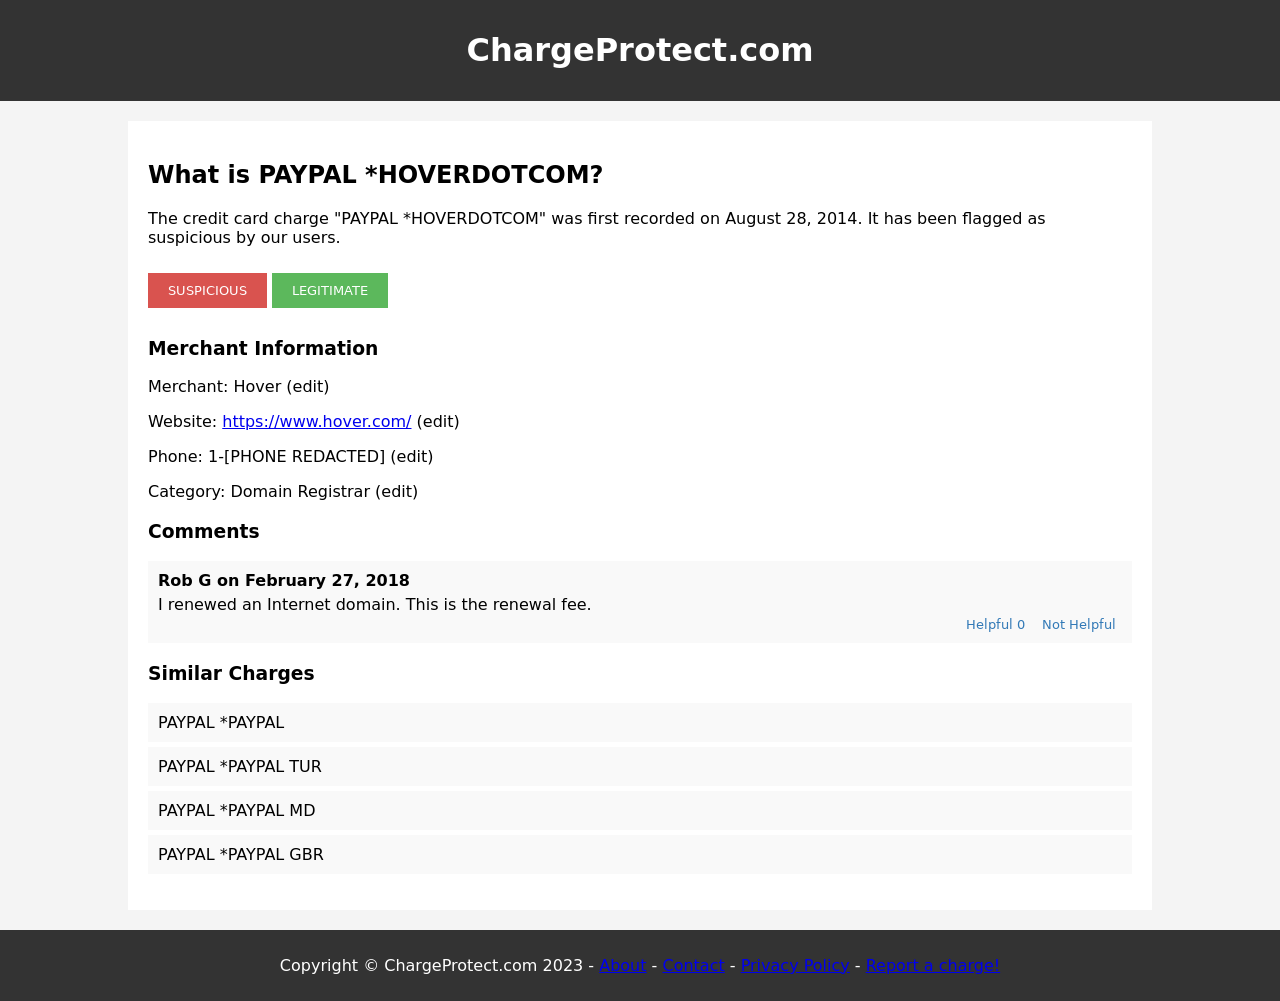 ChargeProtect.com
What is PAYPAL *HOVERDOTCOM?
The credit card charge "PAYPAL *HOVERDOTCOM" was first recorded on August 28, 2014. It has been flagged as
suspicious by our users.
SUSPICIOUS LEGITIMATE
Merchant Information
Merchant: Hover (edit)
Website: https://www.hover.com/ (edit)
Phone: 1-[PHONE REDACTED] (edit)
Category: Domain Registrar (edit)
Comments
Rob G on February 27, 2018
I renewed an Internet domain. This is the renewal fee.
Helpful 0 Not Helpful
Similar Charges
PAYPAL *PAYPAL
PAYPAL *PAYPAL TUR
PAYPAL *PAYPAL MD
PAYPAL *PAYPAL GBR
Copyright © ChargeProtect.com 2023 - About - Contact - Privacy Policy - Report a charge!